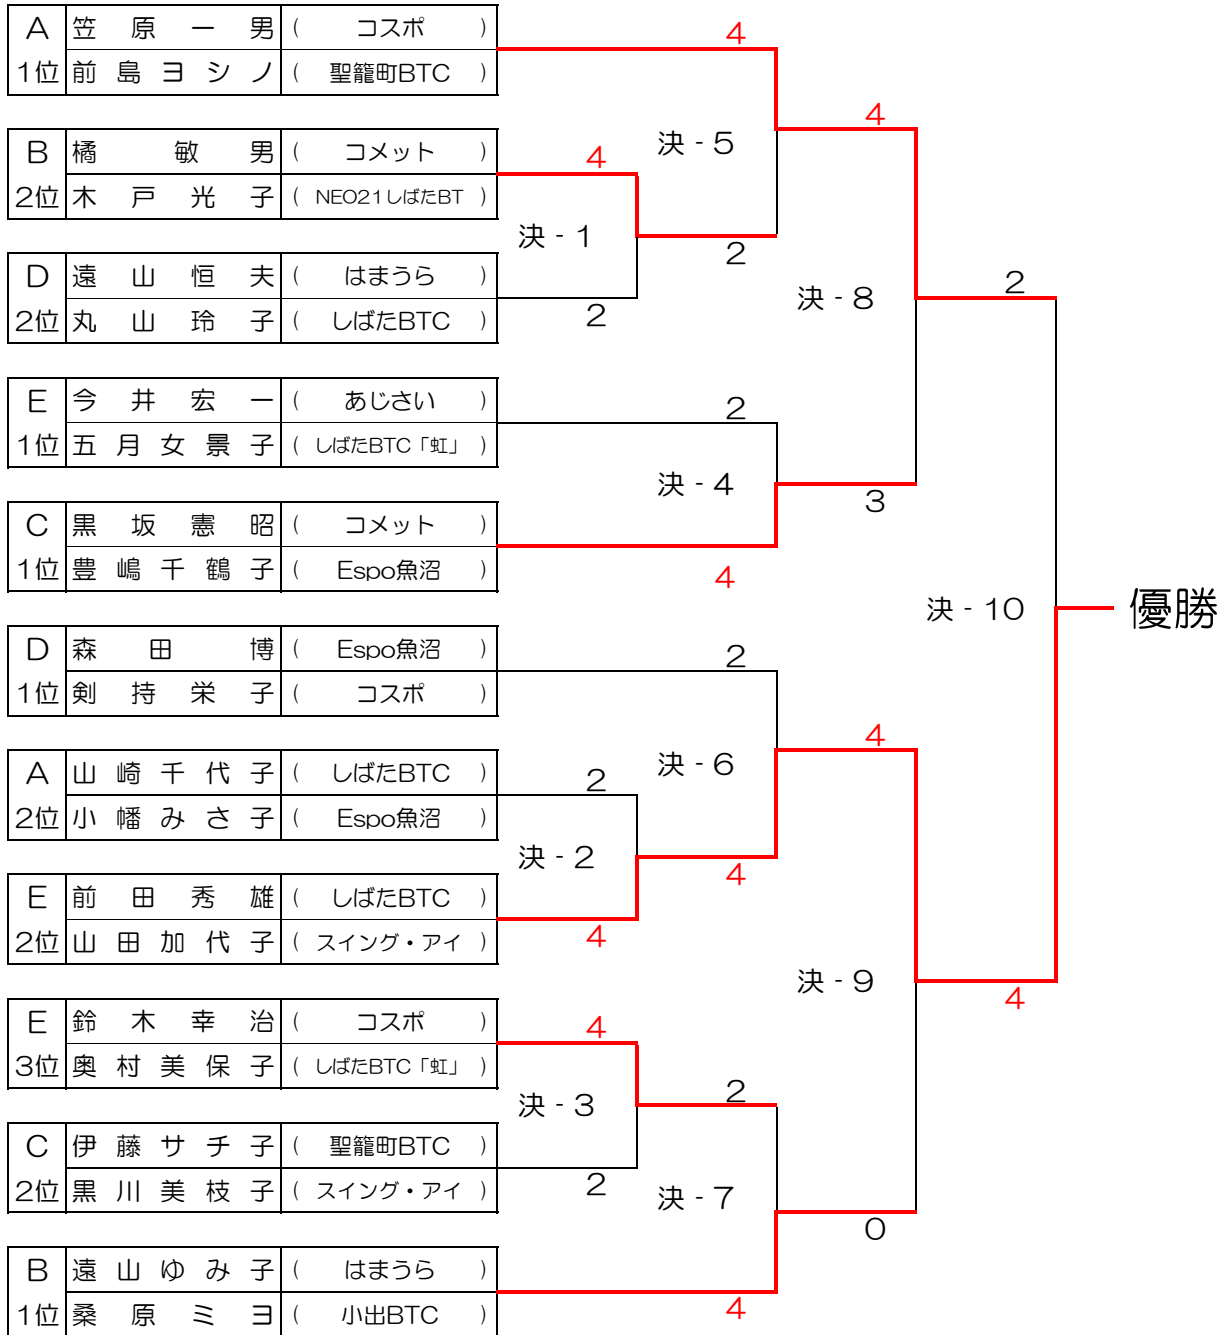 A 笠原一男 ( コスポ )
1位 前島ヨシノ ( 聖籠町BTC )
4
4
決 - 5
B 橘敏男 ( コメット )
2位 木戸光子 ( NEO21しばたBT )
4
決 - 1
2
D 遠山恒夫 ( はまうら )
2位 丸山玲子 ( しばたBTC )
2
決 - 8
2
E 今井宏一 ( あじさい )
1位 五月女景子 ( しばたBTC「虹」 )
2
決 - 4
3
C 黒坂憲昭 ( コメット )
1位 豊嶋千鶴子 ( Espo魚沼 )
4
決 - 10
優勝
D 森田博 ( Espo魚沼 )
1位 剣持栄子 ( コスポ )
2
4
決 - 6
A 山崎千代子 ( しばたBTC )
2位 小幡みさ子 ( Espo魚沼 )
2
決 - 2
4
E 前田秀雄 ( しばたBTC )
2位 山田加代子 ( スイング・アイ )
4
決 - 9
4
E 鈴木幸治 ( コスポ )
3位 奥村美保子 ( しばたBTC「虹」 )
4
決 - 3
2
C 伊藤サチ子 ( 聖籠町BTC )
2位 黒川美枝子 ( スイング・アイ )
2
決 - 7
0
B 遠山ゆみ子 ( はまうら )
1位 桑原ミヨ ( 小出BTC )
4